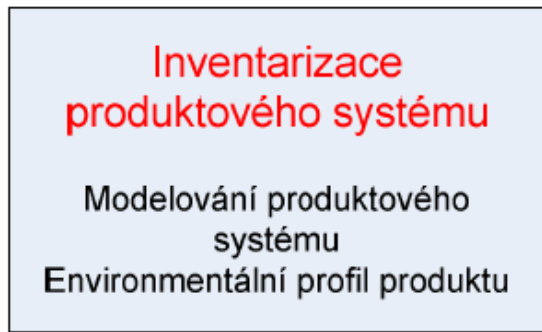 Inventarizace
produktového systému
Modelování produktového
systému
Environmentální profil produktu